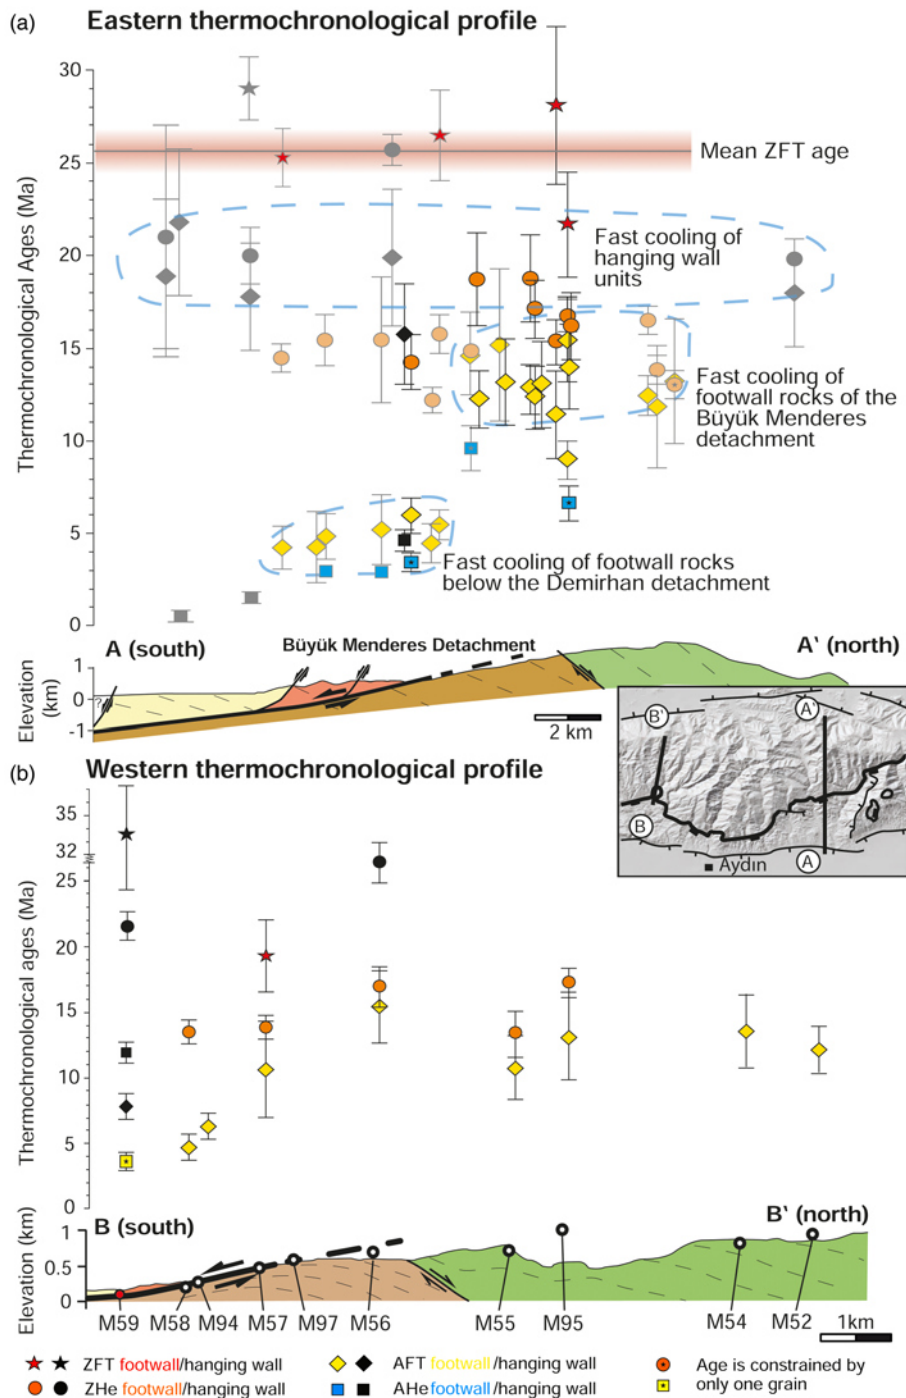 (a) Eastern thermochronological profile
30
25
20
15
10
5
0
Thermochronological Ages (Ma)
Mean ZFT age
Fast cooling of
hanging wall
units
Fast cooling of
footwall rocks of the
Büyük Menderes
detachment
Fast cooling of footwall rocks
below the Demirhan detachment
A (south)
Büyük Menderes Detachment
A' (north)
Elevation
(km)
1
0
-1
?
2 km
B'
A'
B
A
Aydın
(b) Western thermochronological profile
35
32
25
20
15
10
5
0
Thermochronological ages (Ma)
B (south)
B' (north)
Elevation (km)
1
0.5
0
M59
M58
M94
M57
M97
M56
M55
M95
M54
M52
1km
ZFT footwall/hanging wall
AFT footwall/hanging wall
Age is constrained by
only one grain
ZHe footwall/hanging wall
AHe footwall/hanging wall